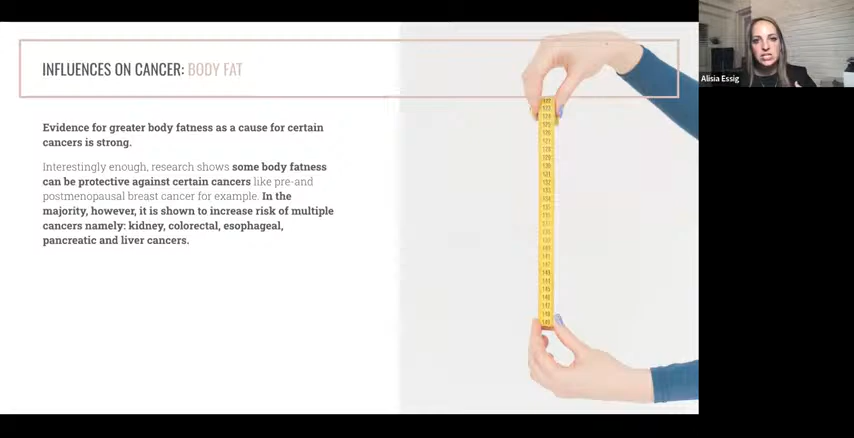 INFLUENCES ON CANCER: BODY FAT
Alisia Essig
Evidence for greater body fatness as a cause for certain
cancers is strong.
Interestingly enough, research shows some body fatness
can be protective against certain cancers like pre-and
postmenopausal breast cancer for example. In the
majority, however, it is shown to increase risk of multiple
cancers namely: kidney, colorectal, esophageal,
pancreatic and liver cancers.